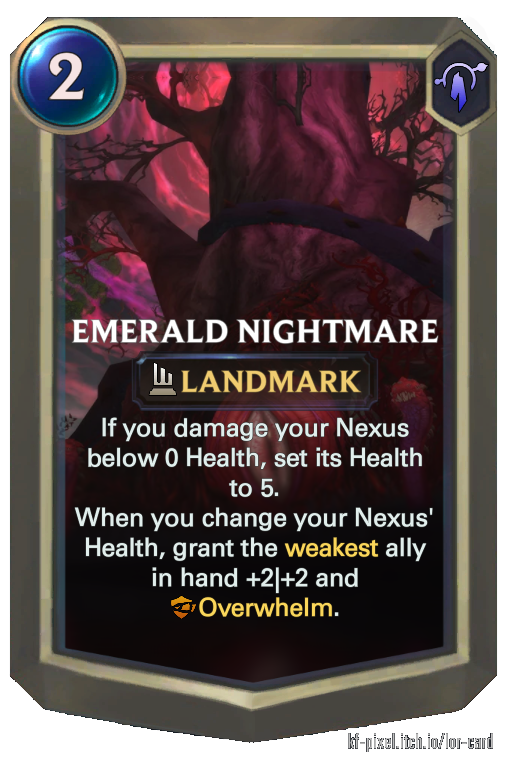 2
EMERALD NIGHTMARE
LANDMARK
If you damage your Nexus
below 0 Health, set its Health
to 5.
When you change your Nexus'
Health, grant the weakest ally
in hand +2|+2 and
Overwhelm.
kf-pixel.itch.io/lor-card